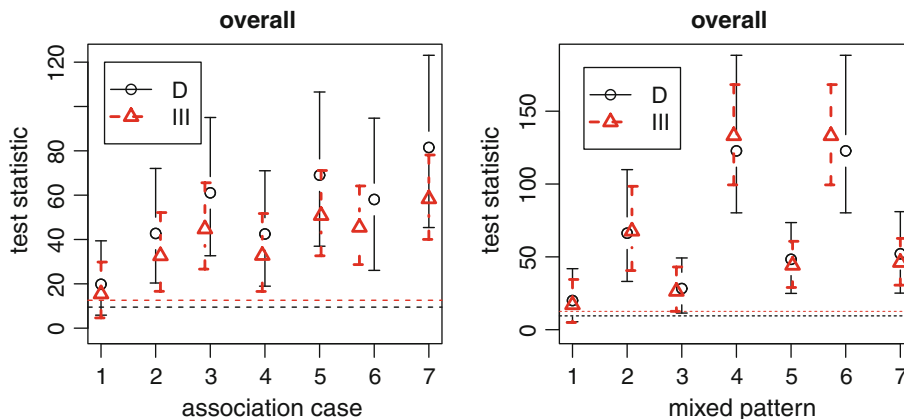 overall
test statistic
120
80
60
40
20
0
D
III
1 2 3 4 5 6 7
association case
overall
test statistic
150
100
50
0
D
III
1 2 3 4 5 6 7
mixed pattern